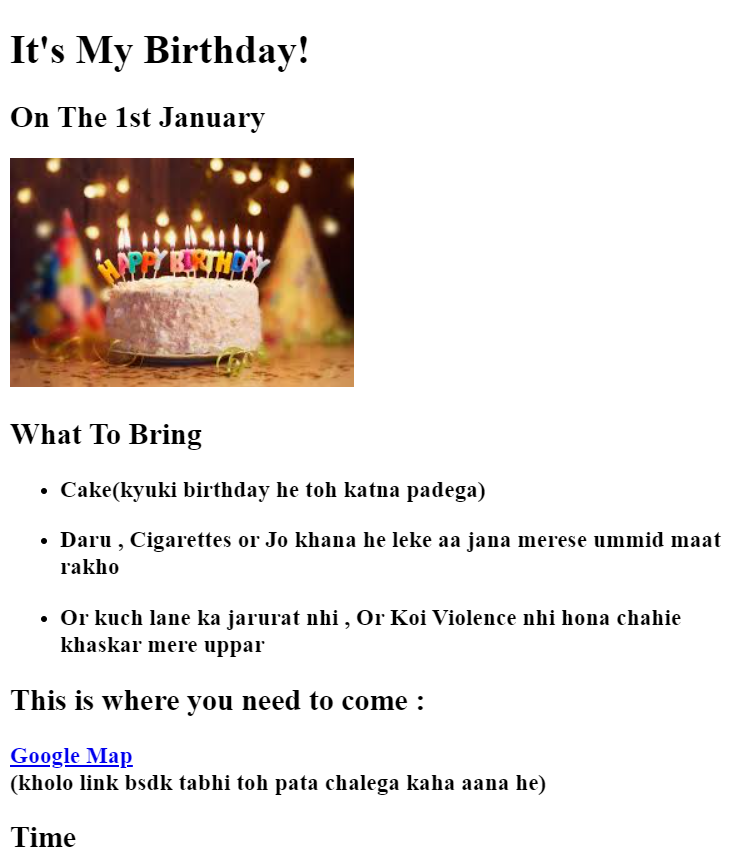 It's My Birthday!
On The 1st January
HAPPY BIRTHDAY
What To Bring
Cake(kyuki birthday he toh katna padega)
Daru , Cigarettes or Jo khana he leke aa jana merese ummid maat
rakho
Or kuch lane ka jarurat nhi , Or Koi Violence nhi hona chahie
khaskar mere uppar
This is where you need to come :
Google Map
(kholo link bsdk tabhi toh pata chalega kaha aana he)
Time